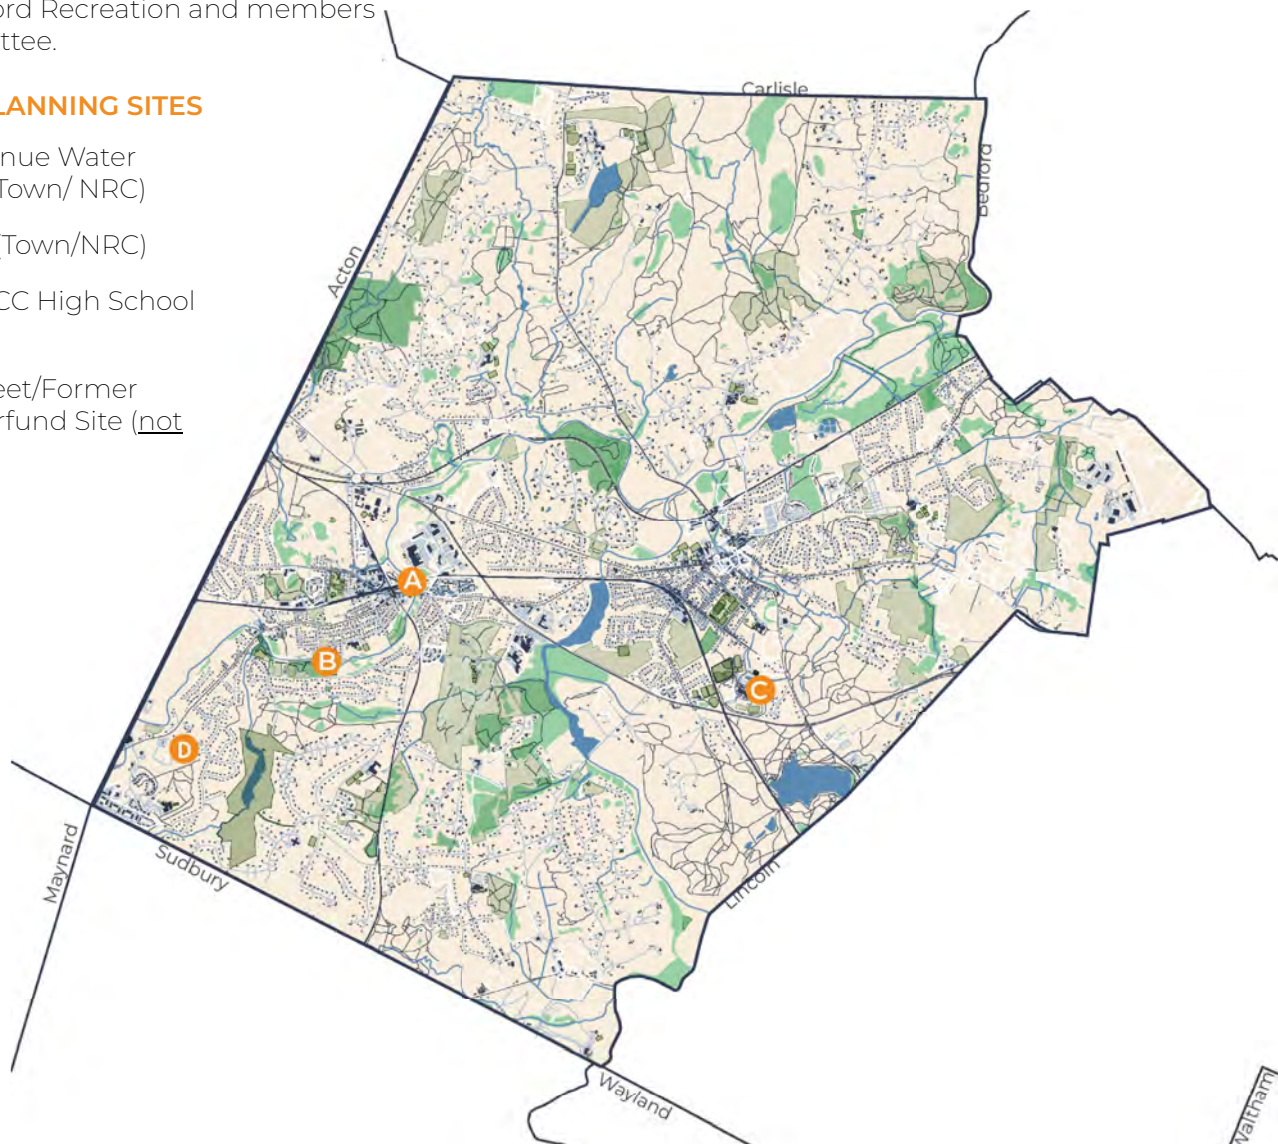 ord Recreation and members
ttee.
LANNING SITES
nue Water
Town/ NRC)
(Town/NRC)
CC High School
eet/Former
rfund Site (not
Carlisle
Bedford
Acton
A
B
C
D
Maynard
Sudbury
Lincoln
Wayland
Waltham